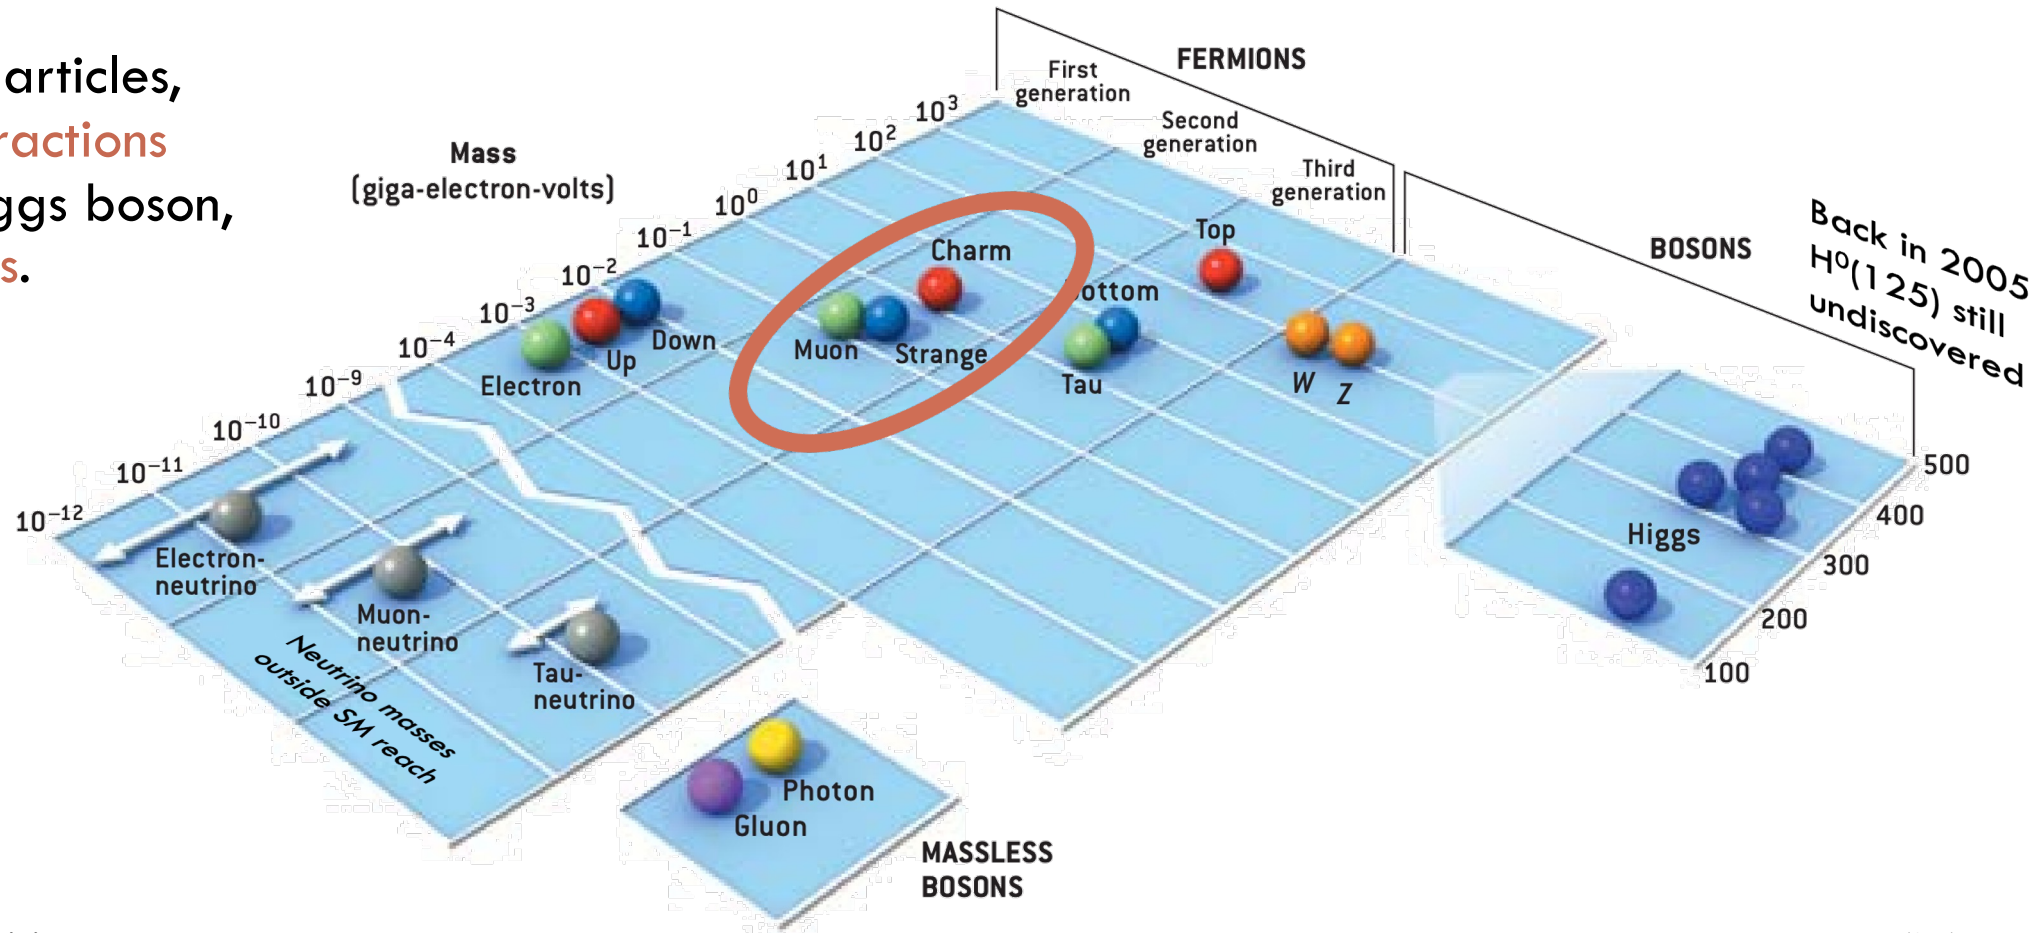 articles,
ractions
ggs boson,
s.
Mass
(giga-electron-volts)
10³
10²
10¹
10⁰
10⁻¹
10⁻²
10⁻³
10⁻⁴
10⁻⁹
10⁻¹⁰
10⁻¹¹
10⁻¹²
FERMIONS
First
generation
Second
generation
Third
generation
BOSONS
Back in 2005
H⁰(125) still
undiscovered
Charm
Top
ottom
Muon
Strange
Down
Up
Electron
Tau
W
Z
Higgs
500
400
300
200
100
Electron-
neutrino
Muon-
neutrino
Tau-
neutrino
Neutrino masses
outside SM reach
Photon
Gluon
MASSLESS
BOSONS